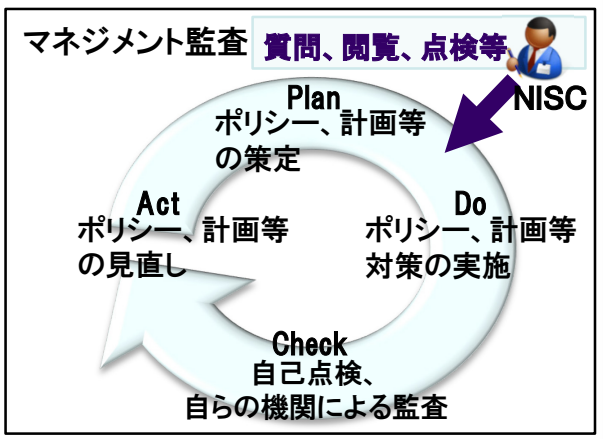 マネジメント監査
質問、閲覧、点検等
NISC
Plan
ポリシー、計画等
の策定
Do
ポリシー、計画等
対策の実施
Check
自己点検、
自らの機関による監査
Act
ポリシー、計画等
の見直し